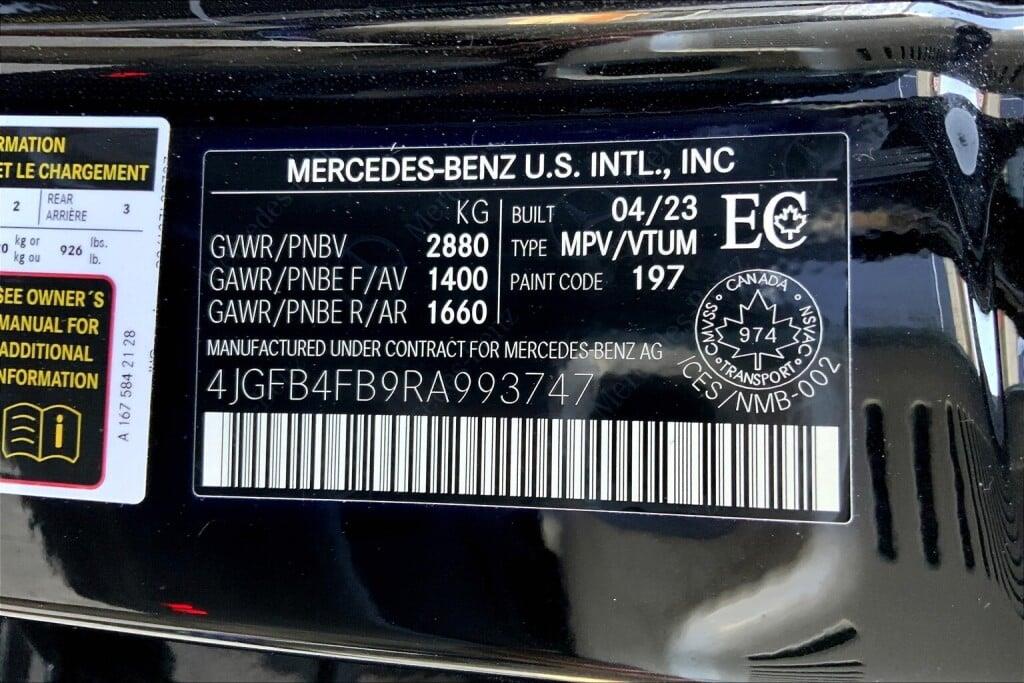 RMATION
ET LE CHARGEMENT
2 REAR ARRIÈRE 3
0 kg or kg ou 926 lbs. lb.
SEE OWNER´S
MANUAL FOR
ADDITIONAL
INFORMATION
i
A 167 584 21 28
MERCEDES-BENZ U.S. INTL., INC
KG
GVWR/PNBV 2880
GAWR/PNBE F/AV 1400
GAWR/PNBE R/AR 1660
BUILT 04/23
TYPE MPV/VTUM
PAINT CODE 197
EC
CANADA
CMVSS NSVAC
974
TRANSPORT
ICES/NMB-002
MANUFACTURED UNDER CONTRACT FOR MERCEDES-BENZ AG
4JGFB4FB9RA993747